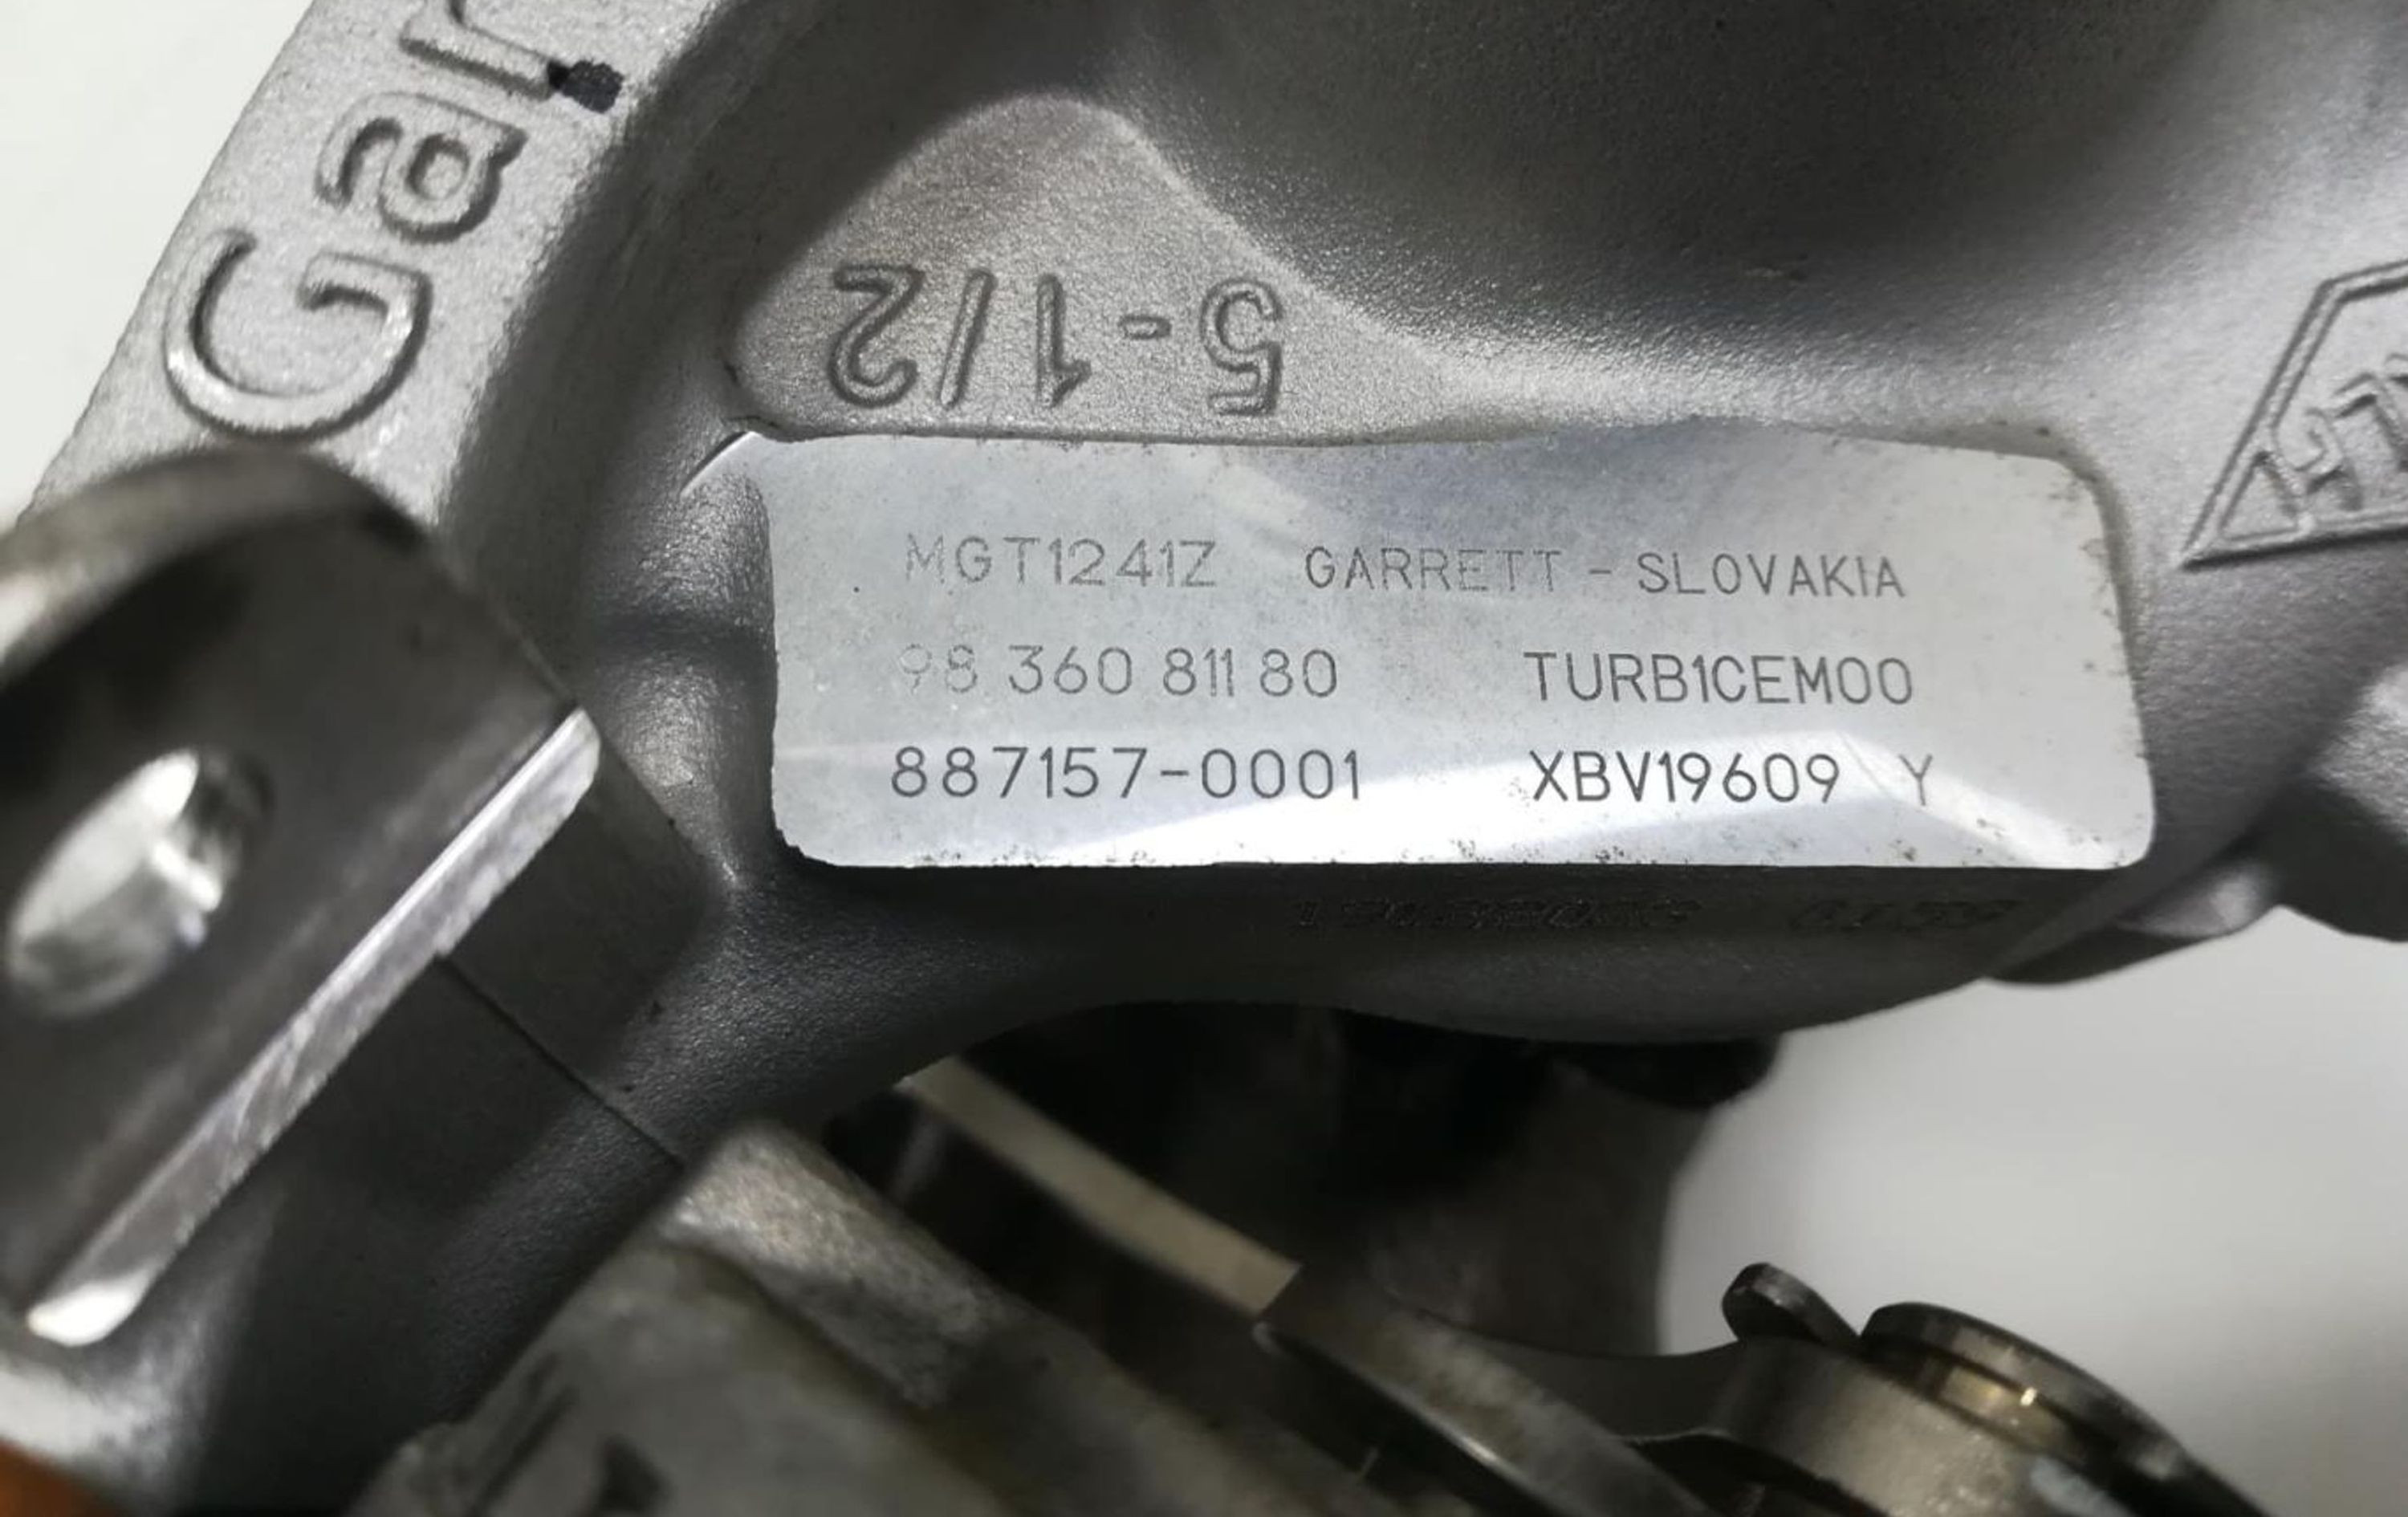 Gar
5-1/2
MGT1241Z GARRETT - SLOVAKIA
98 360 811 80 TURB1CEM00
887157-0001 XBV19609 Y